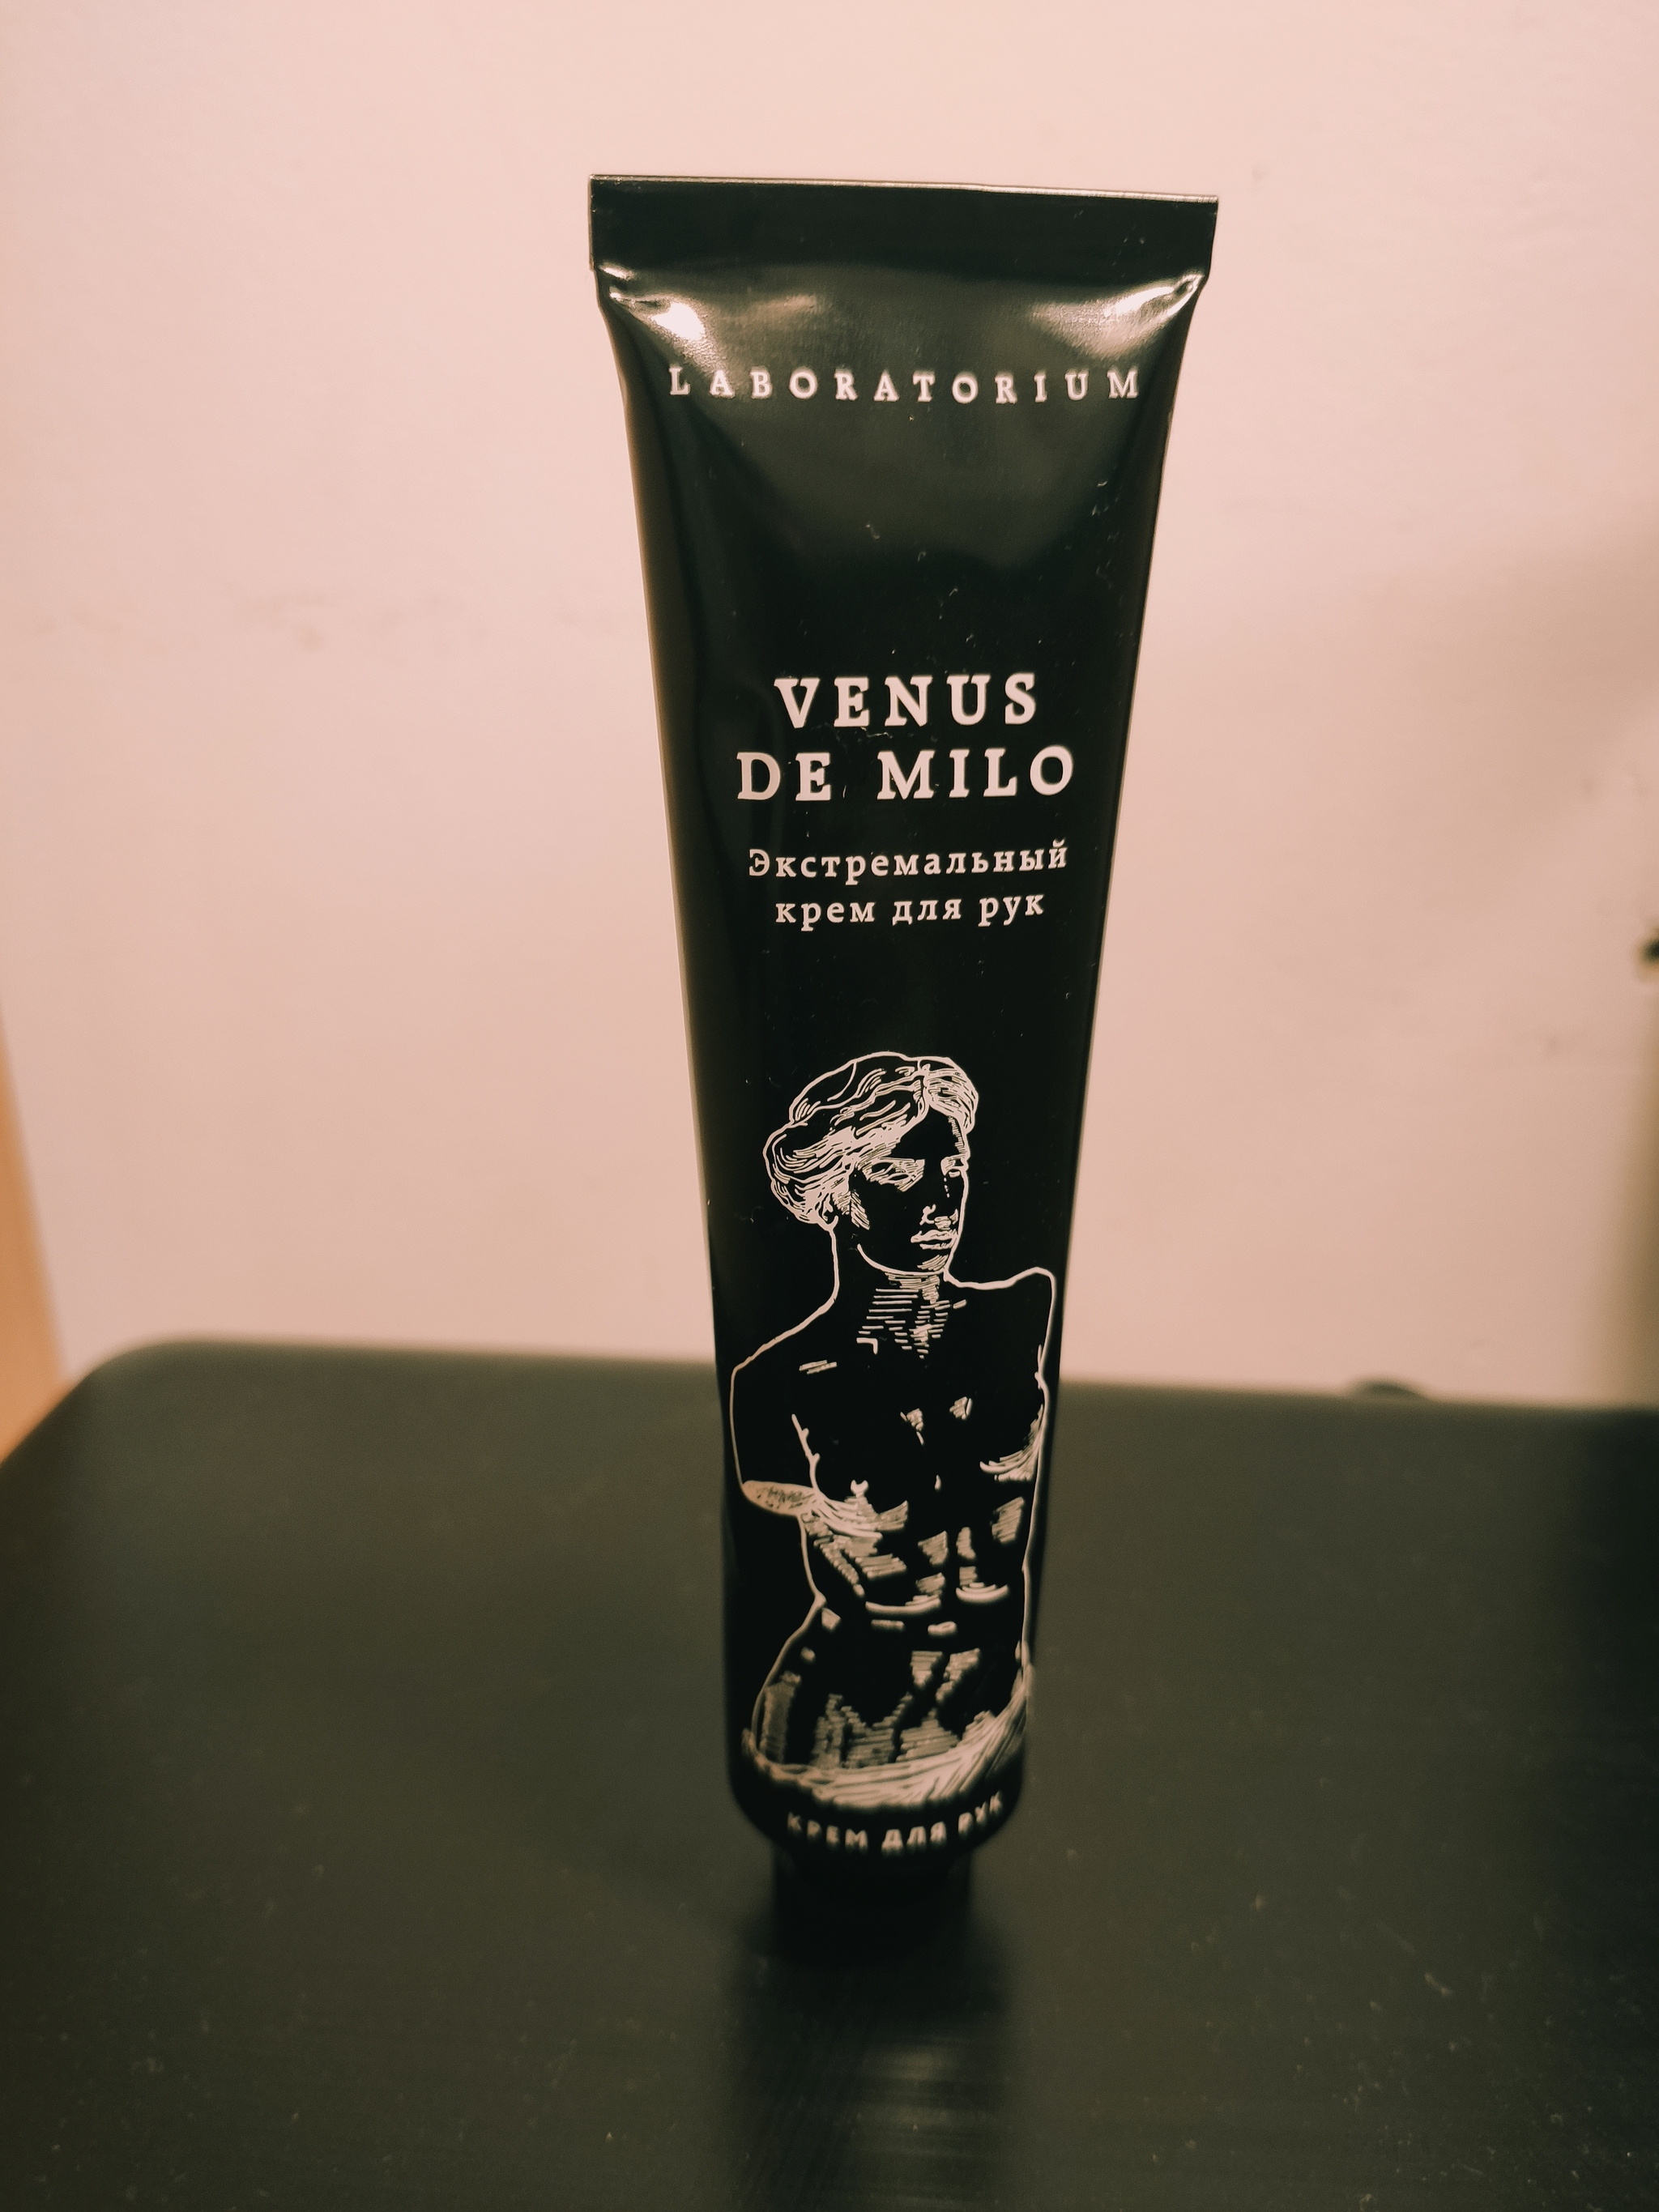 LABORATORIUM
VENUS
DE MILO
Экстремальный
крем для рук
КРЕМ ДЛЯ РУК